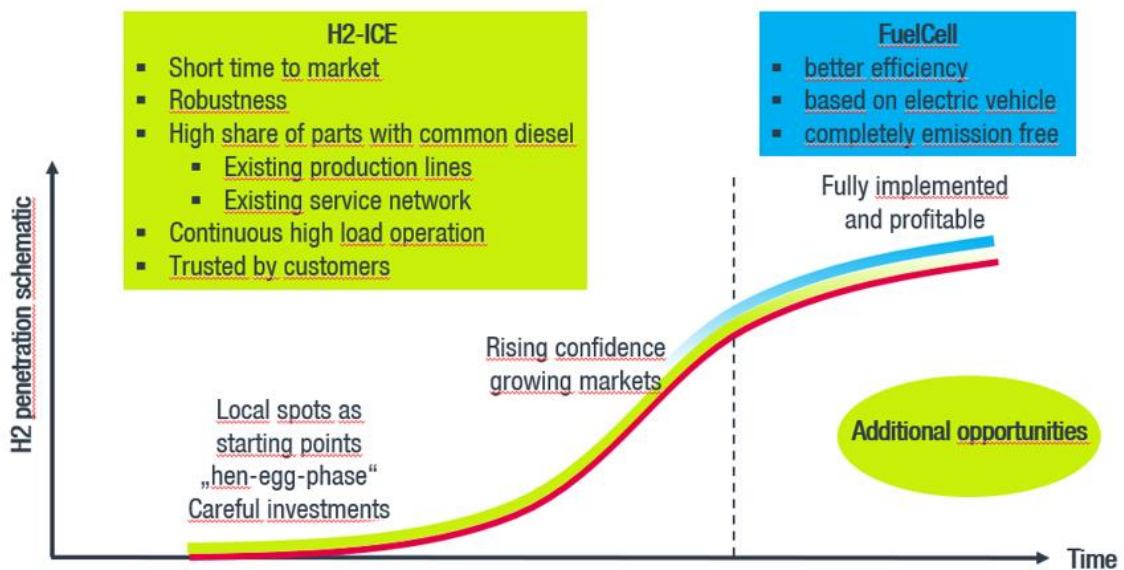 H2-ICE
▪ Short time to market
▪ Robustness
▪ High share of parts with common diesel
▪ Existing production lines
▪ Existing service network
▪ Continuous high load operation
▪ Trusted by customers
FuelCell
▪ better efficiency
▪ based on electric vehicle
▪ completely emission free
H2 penetration schematic
Fully implemented
and profitable
Rising confidence
growing markets
Local spots as
starting points
„hen-egg-phase“
Careful investments
Additional opportunities
Time